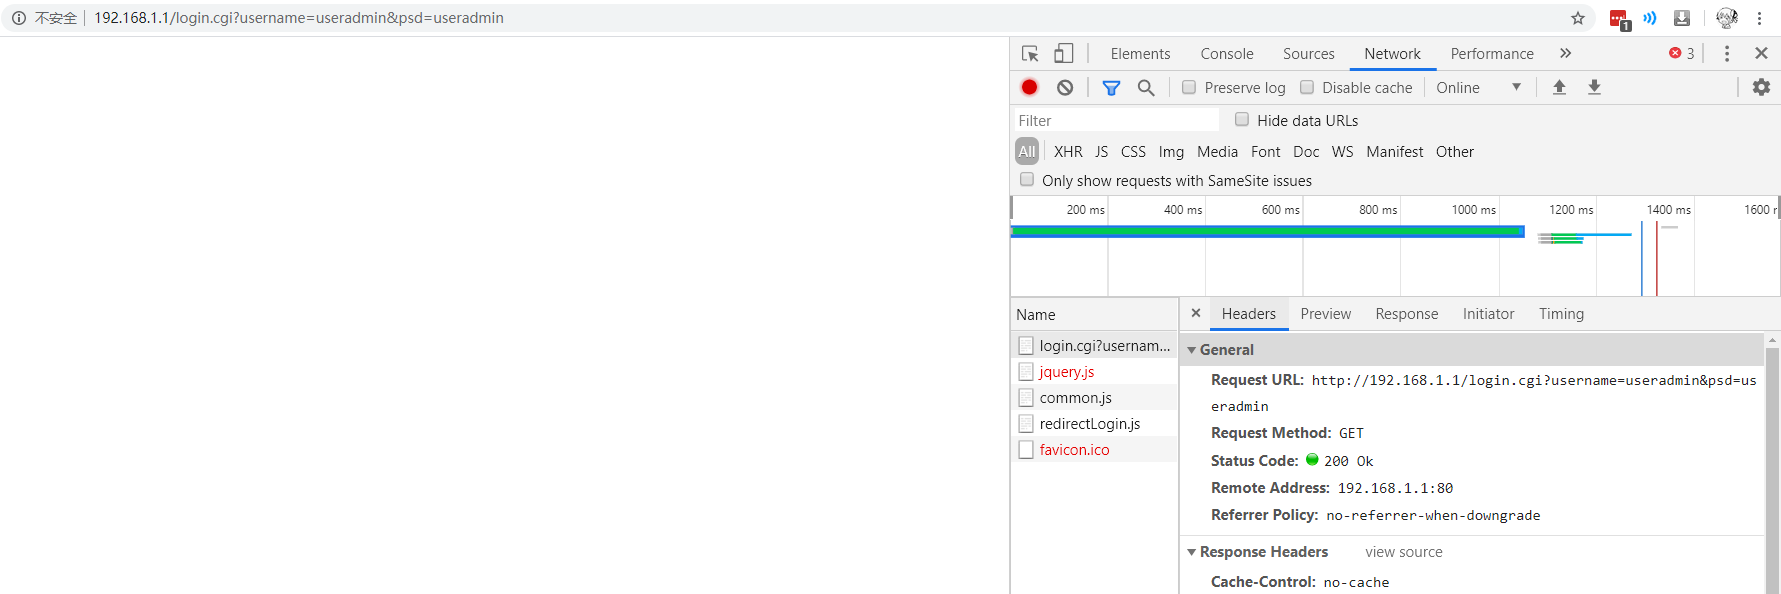 不安全 192.168.1.1/login.cgi?username=useradmin&psd=useradmin
1
Elements Console Sources Network Performance » 3
Preserve log Disable cache Online
Filter Hide data URLs
All XHR JS CSS Img Media Font Doc WS Manifest Other
Only show requests with SameSite issues
200 ms 400 ms 600 ms 800 ms 1000 ms 1200 ms 1400 ms 1600 r
Name
login.cgi?usernam...
jquery.js
common.js
redirectLogin.js
favicon.ico
Headers Preview Response Initiator Timing
General
Request URL: http://192.168.1.1/login.cgi?username=useradmin&psd=us
eradmin
Request Method: GET
Status Code: 200 Ok
Remote Address: 192.168.1.1:80
Referrer Policy: no-referrer-when-downgrade
Response Headers view source
Cache-Control: no-cache